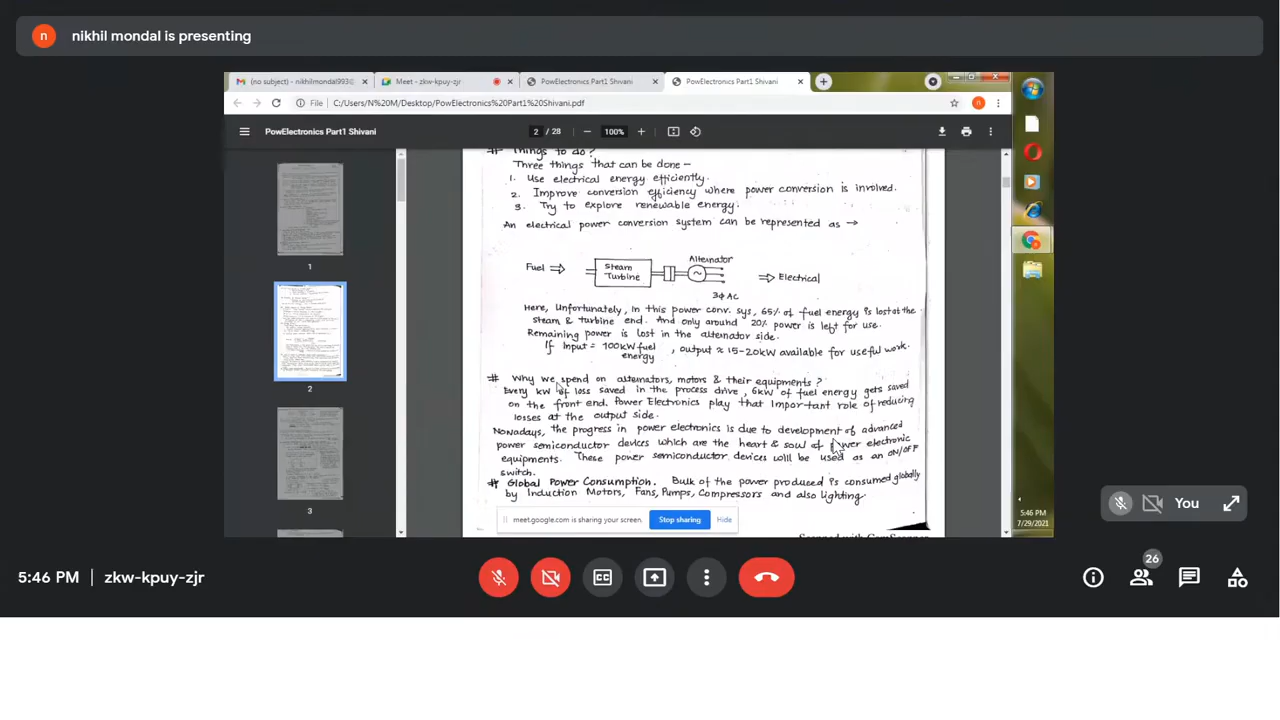 n nikhil mondal is presenting
(no subject) - nikhilmondal993@ Meet - zkw-kpuy-zjr PowElectronics Part1 Shivani PowElectronics Part1 Shivani
File C:/Users/N%20M/Desktop/PowElectronics%20Part1%20Shivani.pdf n
PowElectronics Part1 Shivani 2 / 28 100%
# Things to do?
Three things that can be done -
1. Use electrical energy efficiently.
2. Improve conversion efficiency where power conversion is involved.
3. Try to explore renewable energy.
An electrical power conversion system can be represented as →
Alternator
Fuel ⇒ Steam ⇒ Electrical
Turbine
3ϕ AC
Here, Unfortunately, in this power conv. sys, 65% of fuel energy is lost at the
steam & turbine end. And only around 20% power is left for use.
Remaining power is lost in the alternator side.
If Input = 100kW fuel energy, output ≈ 15-20kW available for useful work.
# Why we spend on alternators, motors & their equipments?
Every kW of loss saved in the process drive, 6kW of fuel energy gets saved
on the front end. Power Electronics play that important role of reducing
losses at the output side.
Nowadays, the progress in power electronics is due to development of advanced
power semiconductor devices which are the heart & soul of power electronic
equipments. These power semiconductor devices will be used as an ON/OFF
switch.
# Global Power Consumption. Bulk of the power produced is consumed globally
by Induction Motors, Fans, Pumps, Compressors and also lighting
1
2
3
meet.google.com is sharing your screen. Stop sharing Hide
Scanned with CamScanner
5:46 PM
7/29/2021
You
5:46 PM | zkw-kpuy-zjr
CC
26